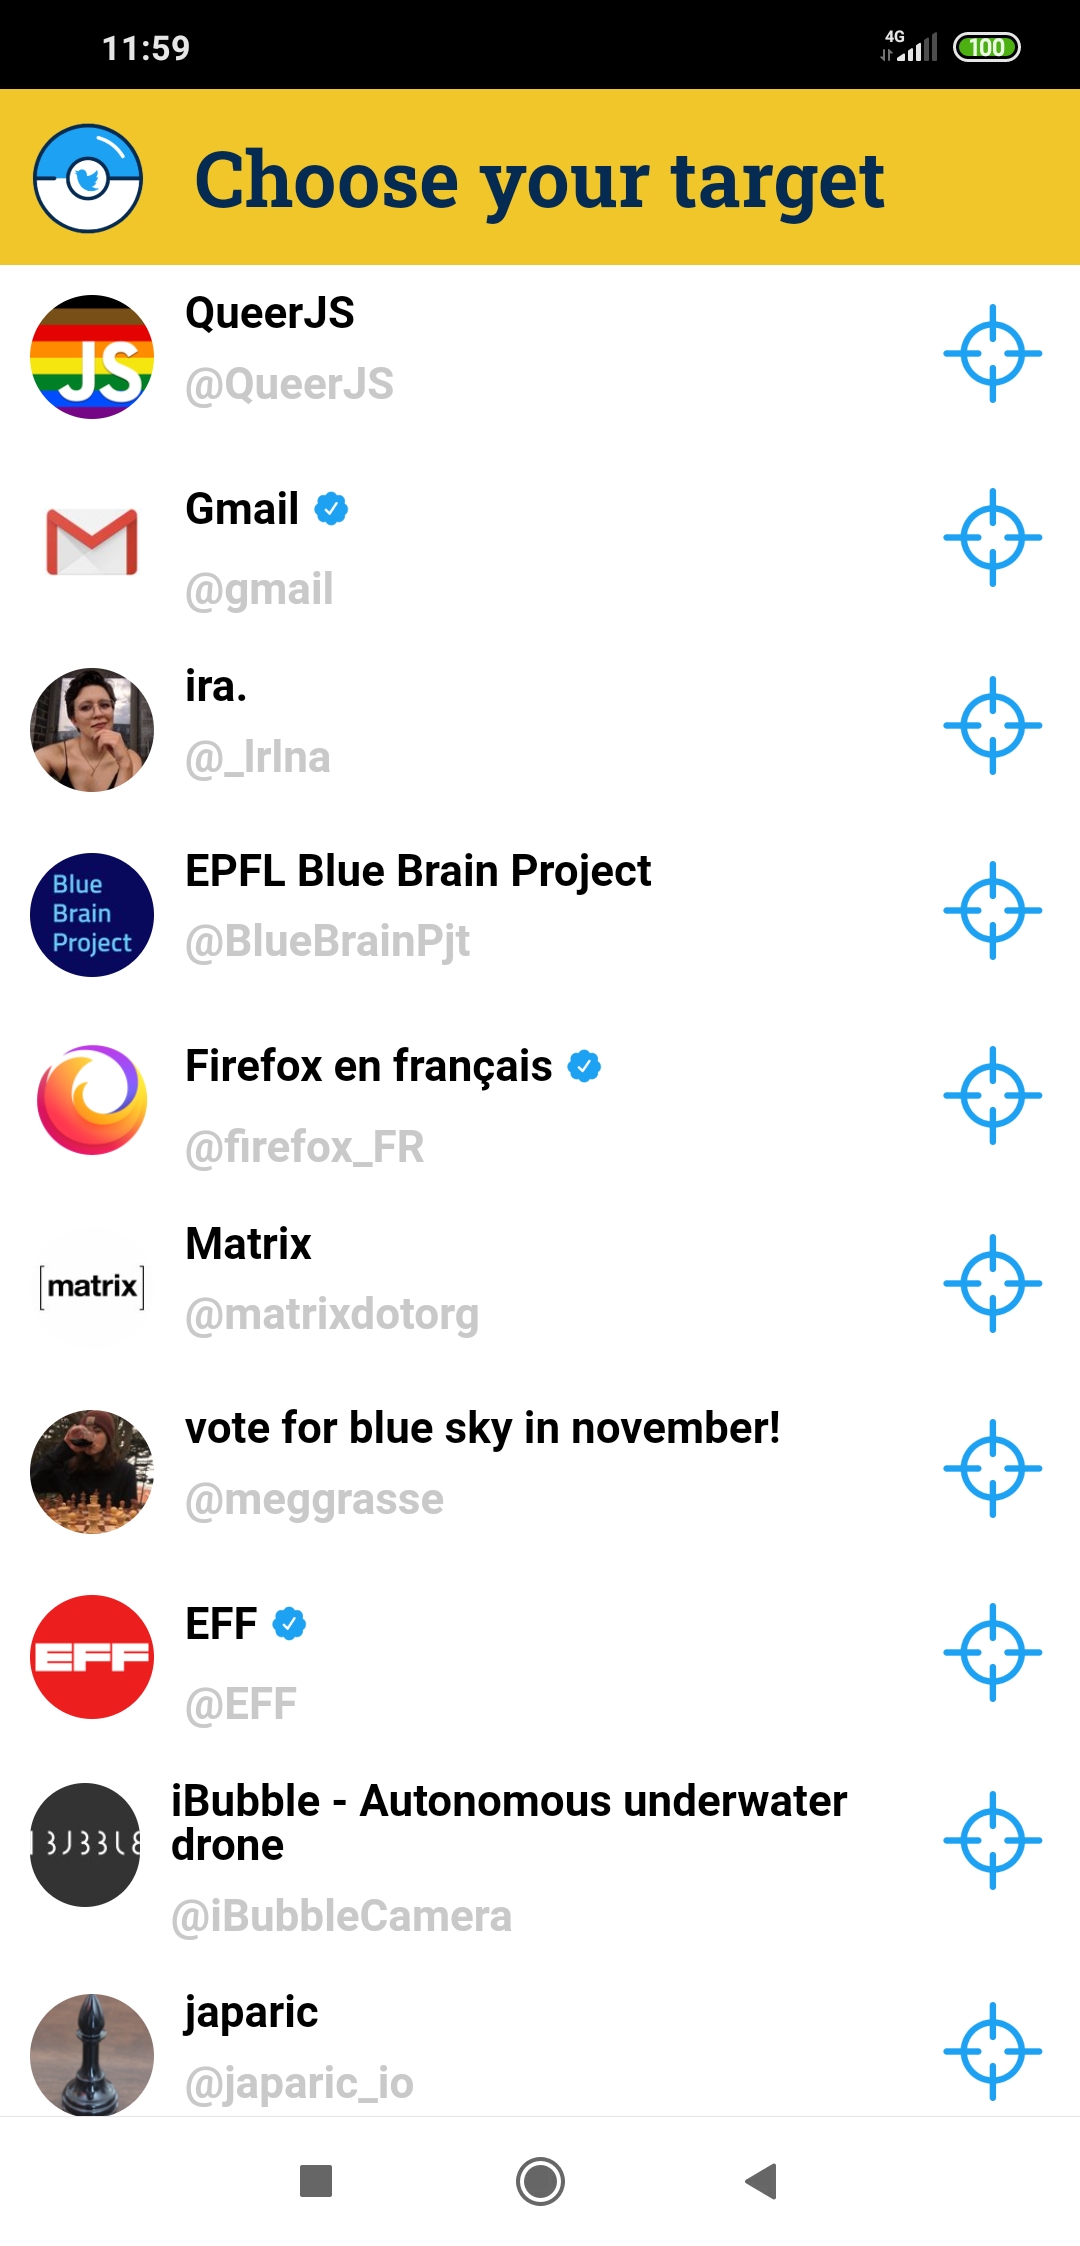 11:59
4G
100
Choose your target
JS
QueerJS
@QueerJS
Gmail
@gmail
ira.
@_lrlna
Blue
Brain
Project
EPFL Blue Brain Project
@BlueBrainPjt
Firefox en français
@firefox_FR
[matrix]
Matrix
@matrixdotorg
vote for blue sky in november!
@meggrasse
EFF
EFF
@EFF
IBUBBLE
iBubble - Autonomous underwater
drone
@iBubbleCamera
japaric
@japaric_io